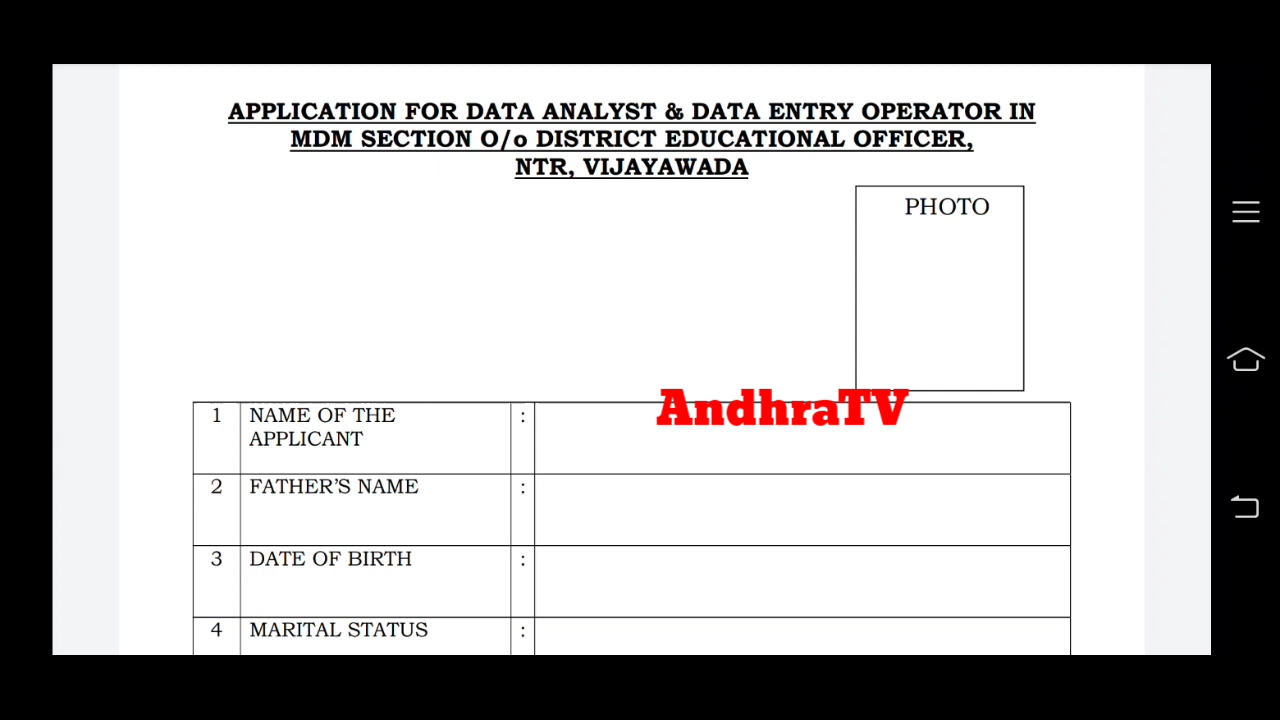 APPLICATION FOR DATA ANALYST & DATA ENTRY OPERATOR IN
MDM SECTION O/o DISTRICT EDUCATIONAL OFFICER,
NTR, VIJAYAWADA
PHOTO
AndhraTV
1 NAME OF THE :
APPLICANT
2 FATHER’S NAME :
3 DATE OF BIRTH :
4 MARITAL STATUS :